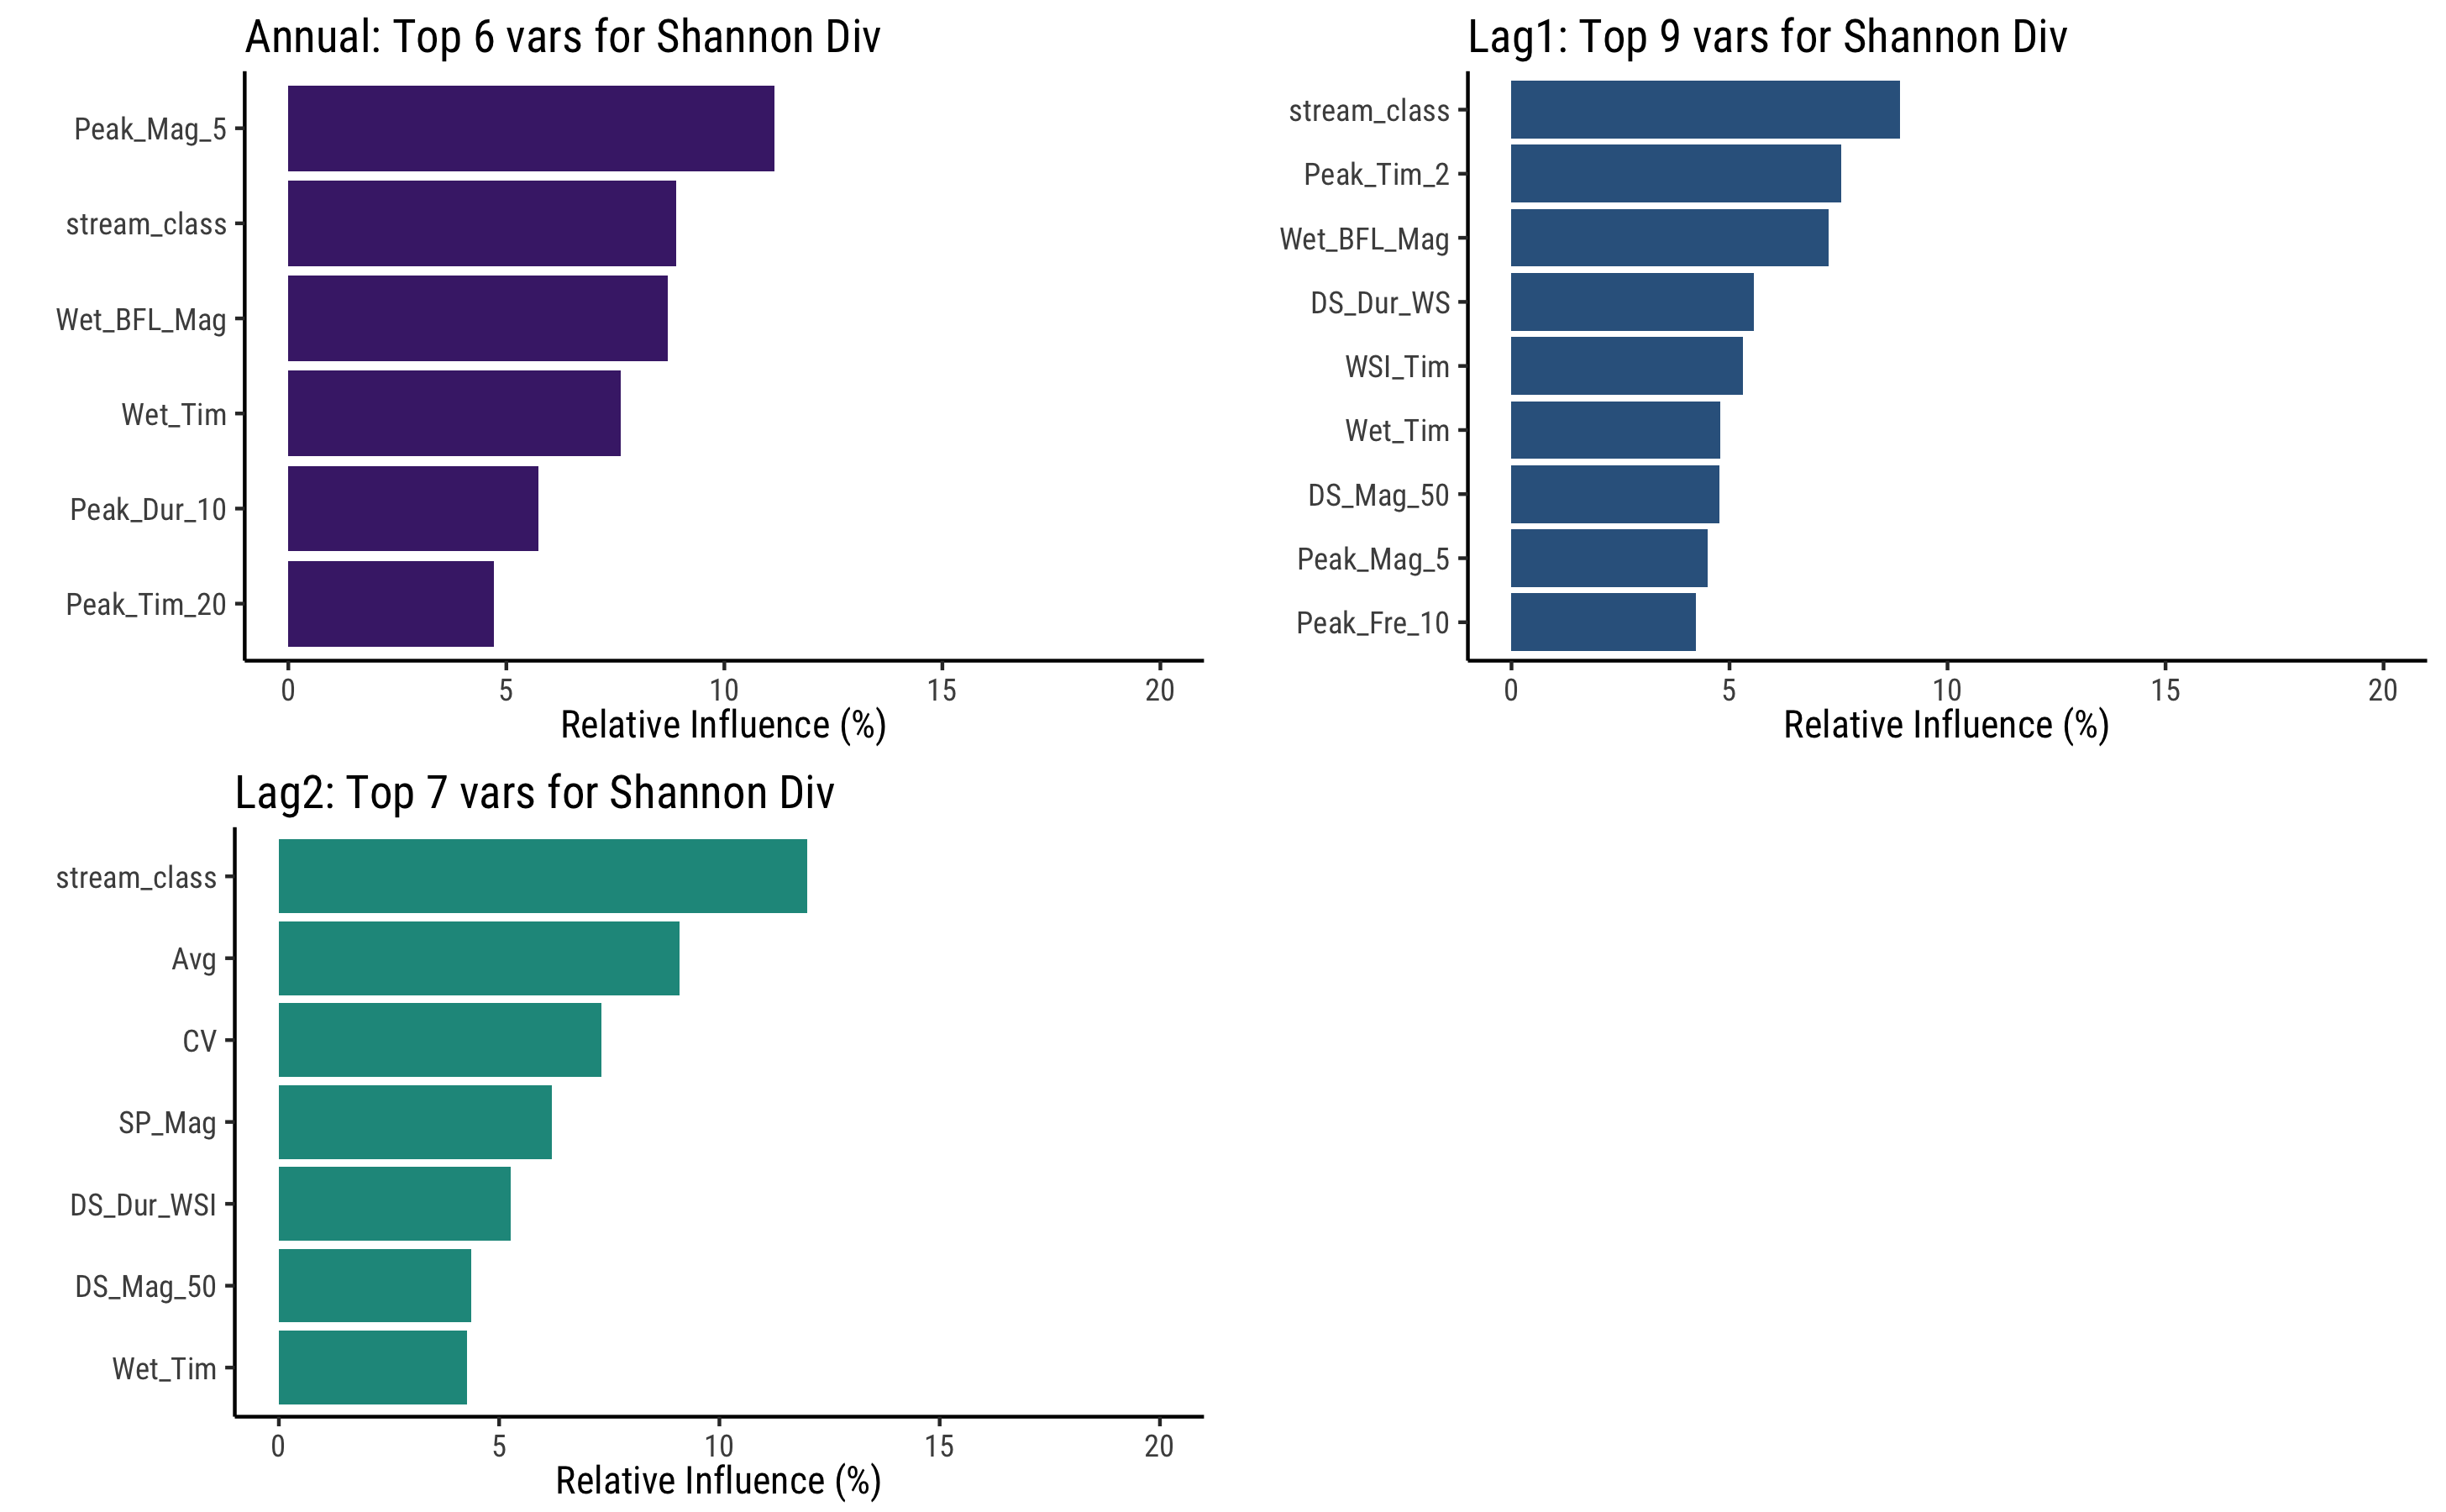 Annual: Top 6 vars for Shannon Div
Peak_Mag_5
stream_class
Wet_BFL_Mag
Wet_Tim
Peak_Dur_10
Peak_Tim_20
0 5 10 15 20
Relative Influence (%)
Lag1: Top 9 vars for Shannon Div
stream_class
Peak_Tim_2
Wet_BFL_Mag
DS_Dur_WS
WSI_Tim
Wet_Tim
DS_Mag_50
Peak_Mag_5
Peak_Fre_10
0 5 10 15 20
Relative Influence (%)
Lag2: Top 7 vars for Shannon Div
stream_class
Avg
CV
SP_Mag
DS_Dur_WSI
DS_Mag_50
Wet_Tim
0 5 10 15 20
Relative Influence (%)